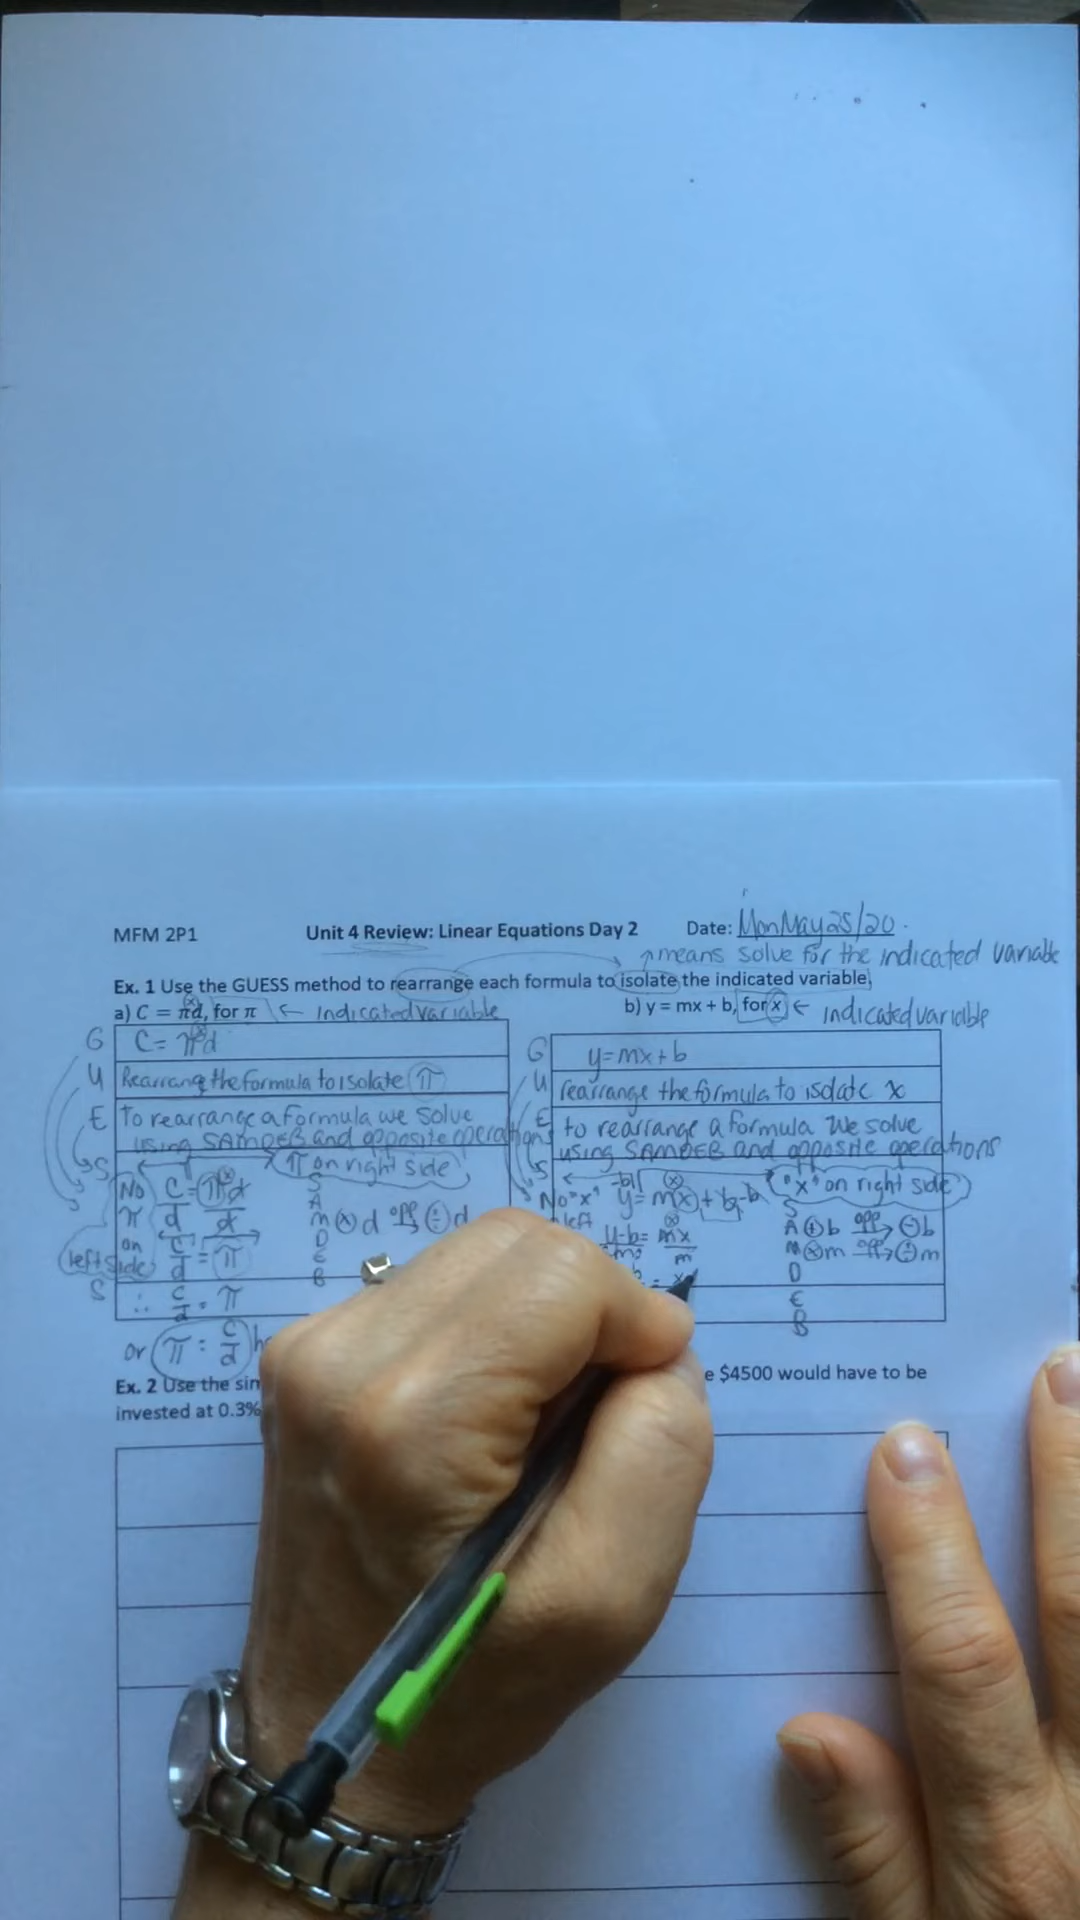 MFM 2P1 Unit 4 Review: Linear Equations Day 2 Date: Mon May 25/20.
means solve for the indicated variable
Ex. 1 Use the GUESS method to rearrange each formula to isolate the indicated variable
a) C = πd, for π ← Indicated variable
b) y = mx + b, for x ← indicated variable
G C = πd
U Rearrange the formula to isolate π
E To rearrange a formula we solve
using SAMDEB and opposite operations
S π on right side
No π on left side
C = πd
d d
C/d = π
S
A
M (x) d opp (÷) d
D
E
B
S ∴ C/d = π
or π = C/d
G y = mx + b
U rearrange the formula to isolate x
E to rearrange a formula we solve
using SAMDEB and opposite operations
S "x" on right side
No "x"
left
-b y = mx + b -b
y-b = mx
m
= x
S
A (+) b opp → (-) b
M (x) m opp → (÷) m
D
E
B
Ex. 2 Use the e $4500 would have to be
invested at 0.3%